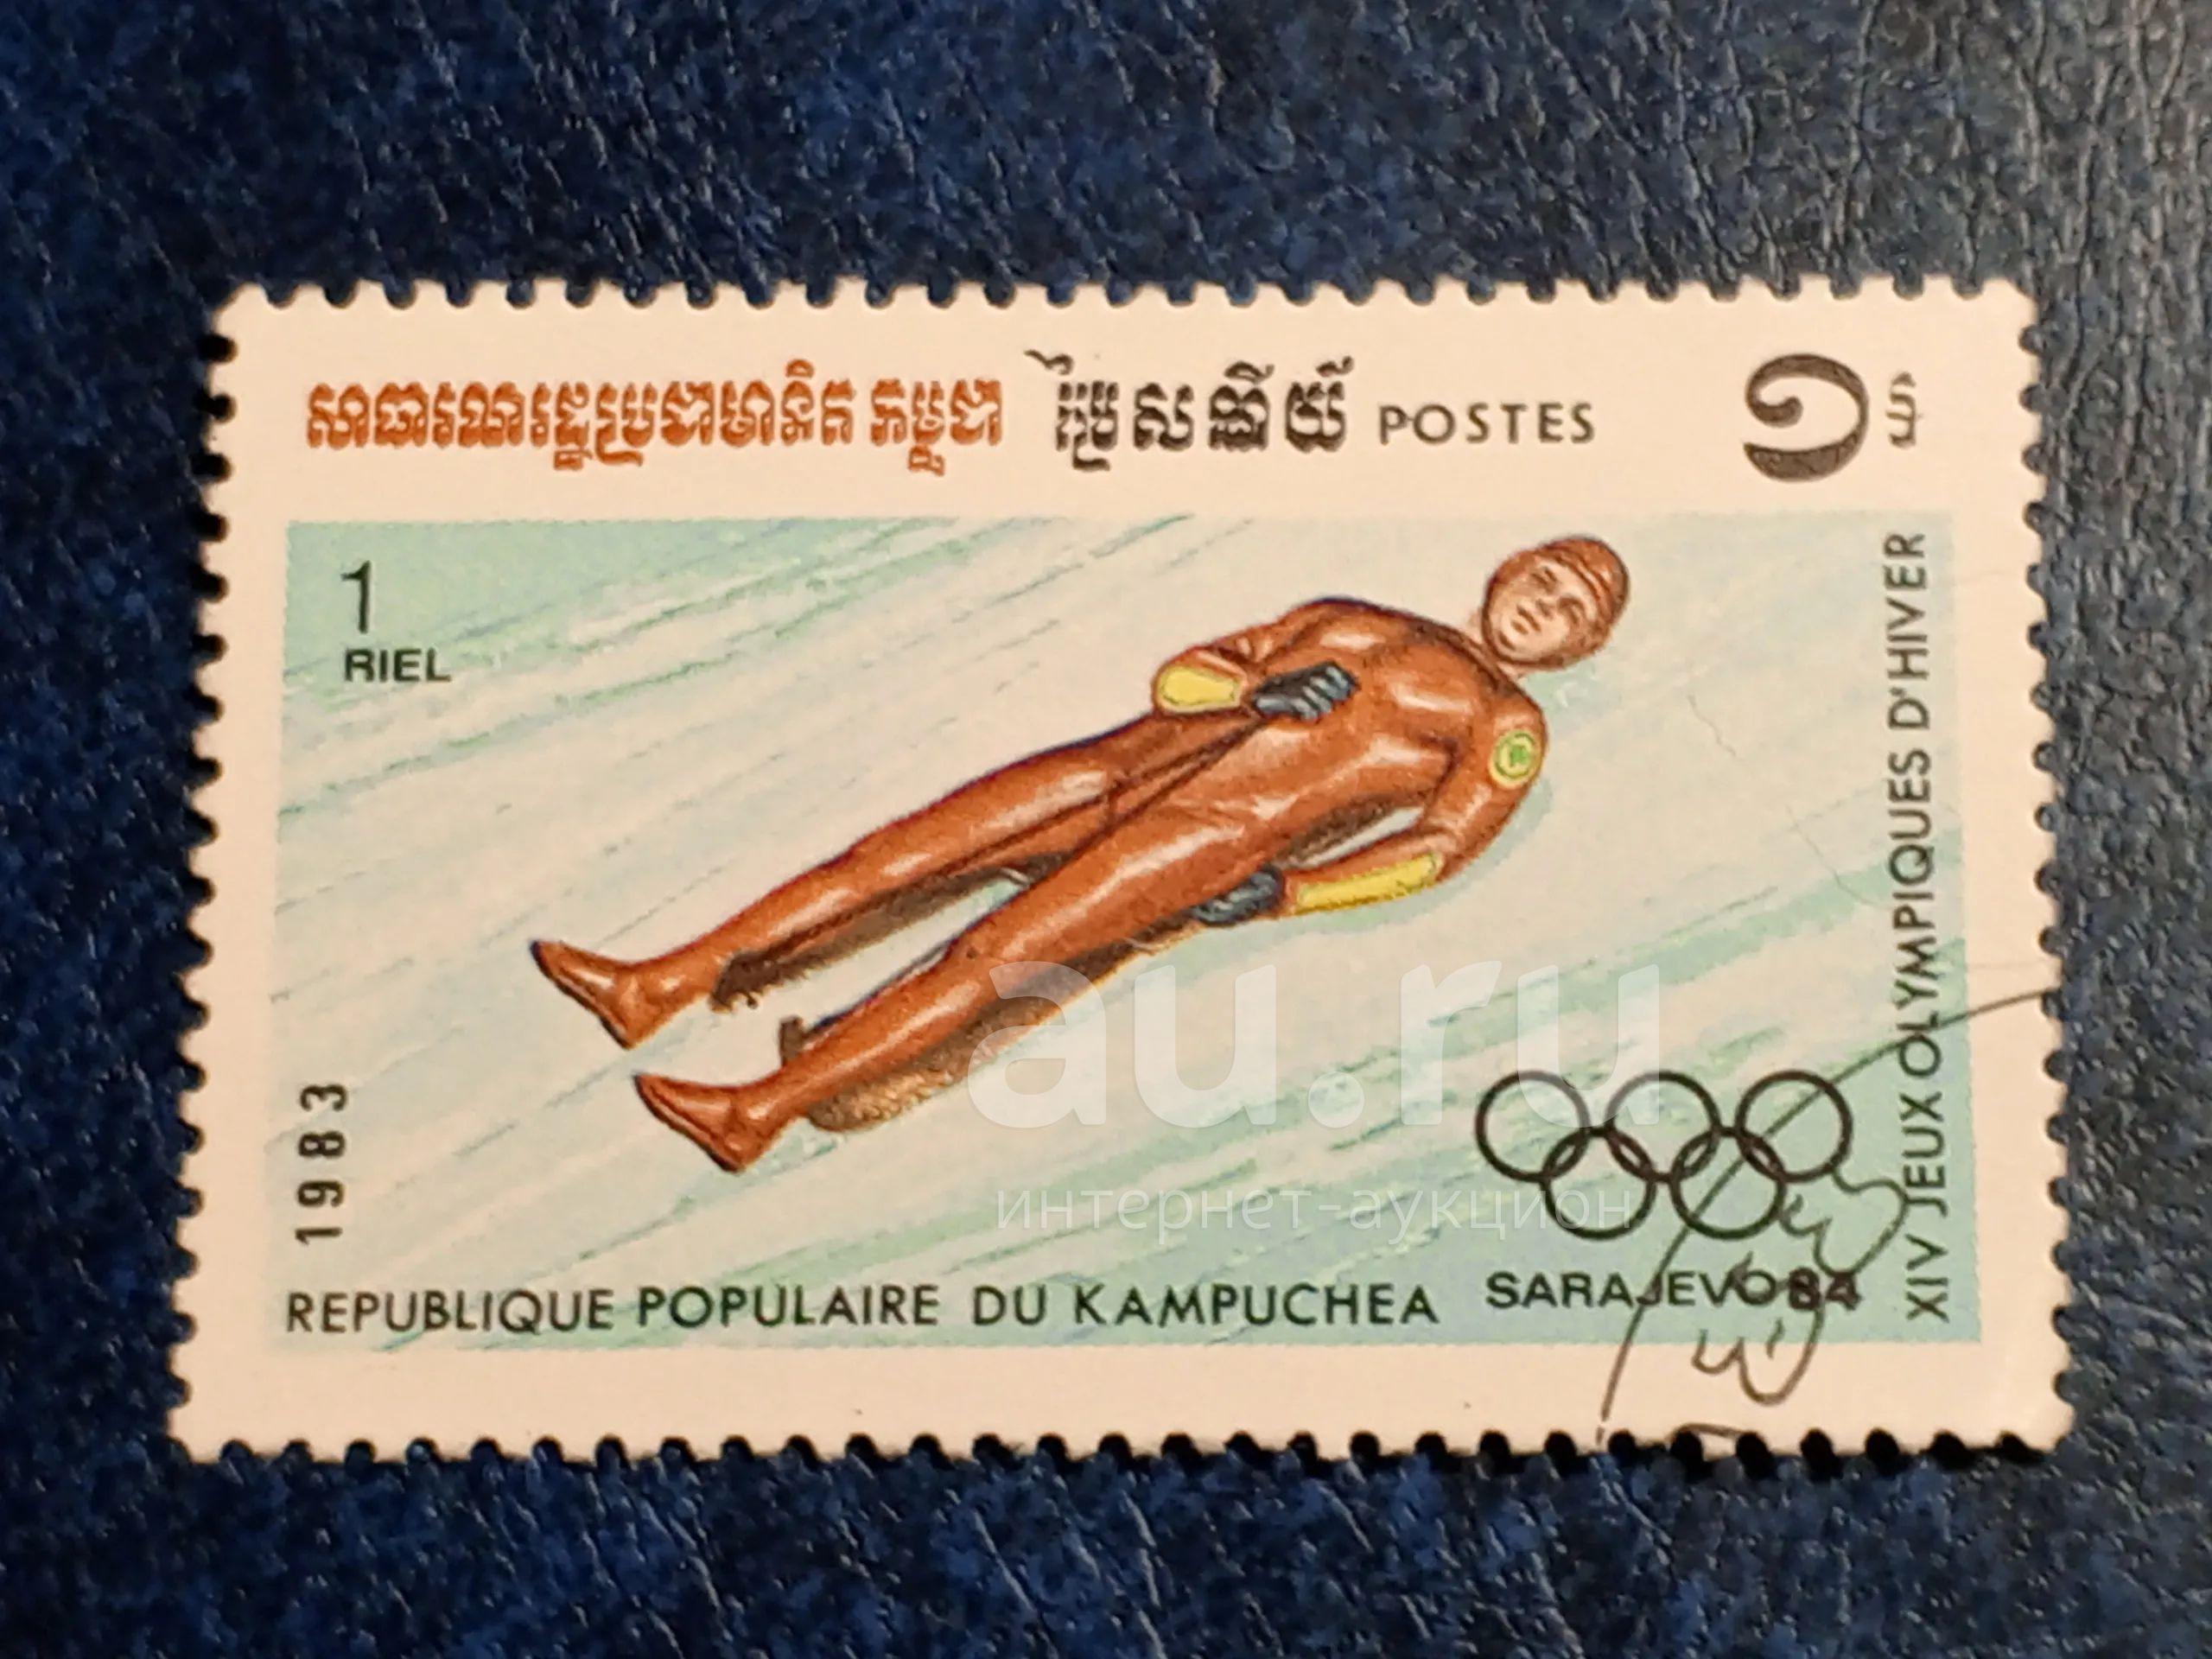 សាធារណរដ្ឋប្រជាមានិត កម្ពុជា ប្រៃសណីយ៍ POSTES ១
1
RIEL
1983
REPUBLIQUE POPULAIRE DU KAMPUCHEA
SARAJEVO 84
XIV JEUX OLYMPIQUES D'HIVER
au.ru
интернет-аукцион